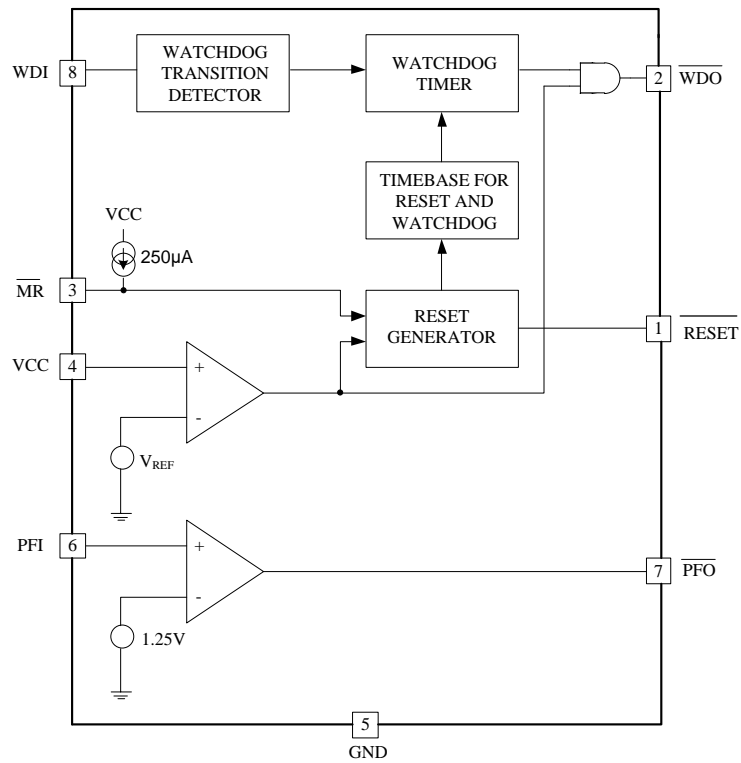 WATCHDOG
TRANSITION
DETECTOR
WATCHDOG
TIMER
WDI
8
2
WDO
TIMEBASE FOR
RESET AND
WATCHDOG
VCC
250µA
MR
3
RESET
GENERATOR
1
RESET
VCC
4
+
-
VREF
PFI
6
+
-
7
PFO
1.25V
5
GND